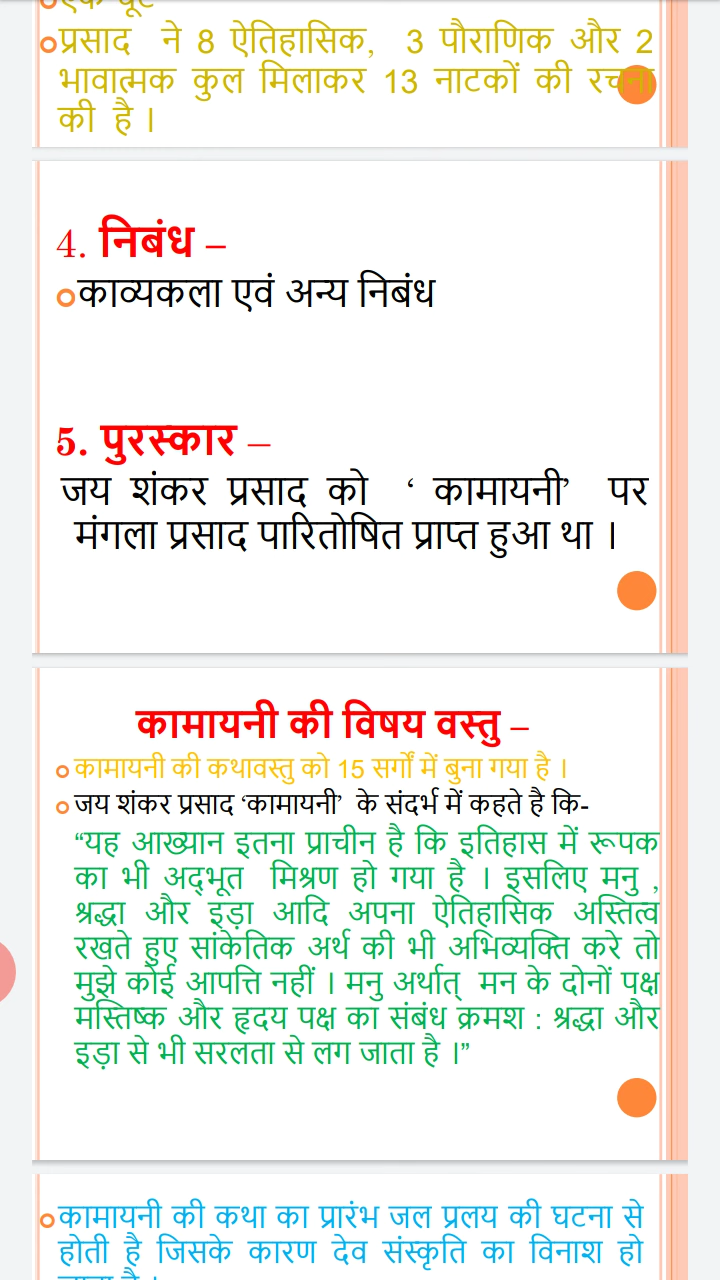 एक घूँट
प्रसाद ने 8 ऐतिहासिक, 3 पौराणिक और 2
भावात्मक कुल मिलाकर 13 नाटकों की रचना
की है ।
4. निबंध –
काव्यकला एवं अन्य निबंध
5. पुरस्कार –
जय शंकर प्रसाद को ‘ कामायनी’ पर
मंगला प्रसाद पारितोषित प्राप्त हुआ था ।
कामायनी की विषय वस्तु –
कामायनी की कथावस्तु को 15 सर्गों में बुना गया है ।
जय शंकर प्रसाद ‘कामायनी’ के संदर्भ में कहते है कि-
“यह आख्यान इतना प्राचीन है कि इतिहास में रूपक
का भी अद्‌भूत मिश्रण हो गया है । इसलिए मनु ,
श्रद्धा और इड़ा आदि अपना ऐतिहासिक अस्तित्व
रखते हुए सांकेतिक अर्थ की भी अभिव्यक्ति करे तो
मुझे कोई आपत्ति नहीं । मनु अर्थात् मन के दोनों पक्ष
मस्तिष्क और हृदय पक्ष का संबंध क्रमश : श्रद्धा और
इड़ा से भी सरलता से लग जाता है ।”
कामायनी की कथा का प्रारंभ जल प्रलय की घटना से
होती है जिसके कारण देव संस्कृति का विनाश हो